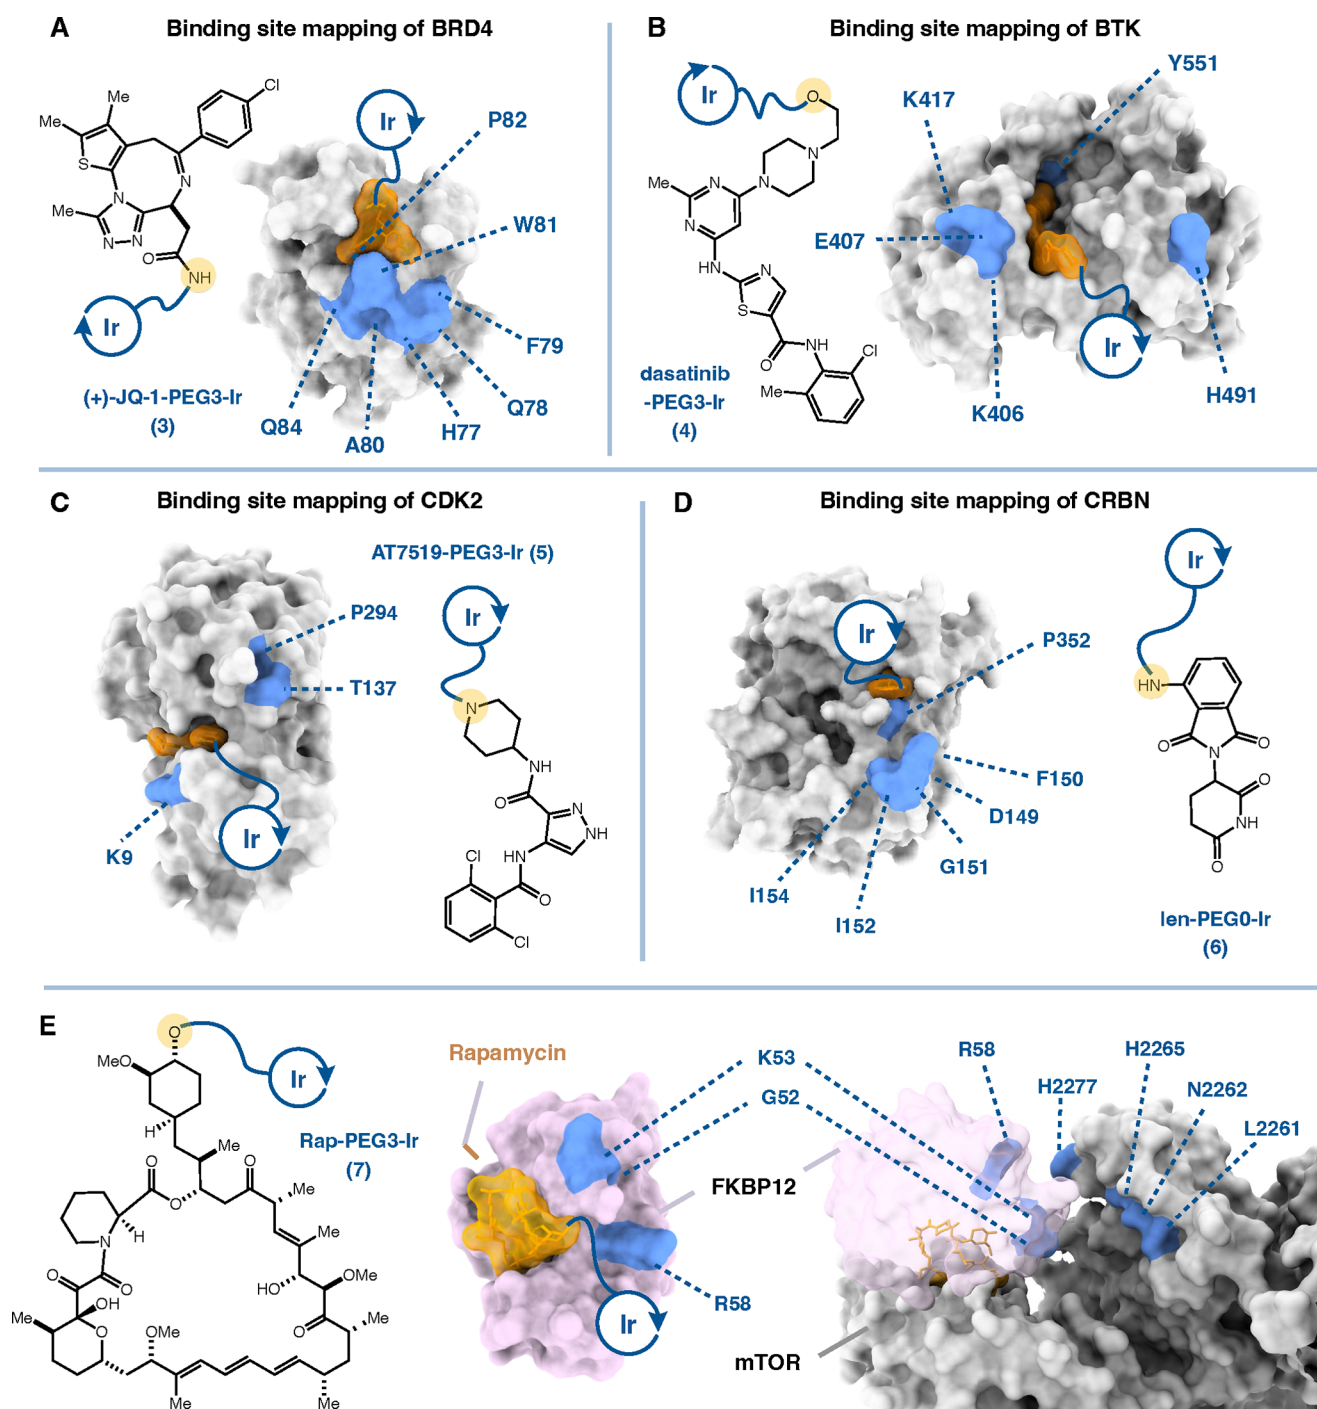 A
Binding site mapping of BRD4
Me
Me
S
Cl
N
N
Me
N
N
O
NH
Ir
Ir
(+)-JQ-1-PEG3-Ir
(3)
P82
W81
F79
Q78
H77
A80
Q84
B
Binding site mapping of BTK
Ir
O
N
N
Me
N
N
HN
N
S
O
NH
Cl
Me
dasatinib
-PEG3-Ir
(4)
Y551
K417
E407
K406
H491
Ir
C
Binding site mapping of CDK2
AT7519-PEG3-Ir (5)
P294
T137
K9
Ir
Ir
N
NH
O
N
NH
HN
Cl
O
Cl
D
Binding site mapping of CRBN
Ir
P352
F150
D149
G151
I154
I152
Ir
HN
O
O
N
O
NH
O
len-PEG0-Ir
(6)
E
O
MeO
Ir
H
Me
Rap-PEG3-Ir
(7)
O
O
O
Me
H
N
Me
O
O
HO
OMe
OH
Me
O
OMe
O
Me
Me
Me
Rapamycin
K53
G52
FKBP12
R58
Ir
mTOR
R58
H2277
H2265
N2262
L2261